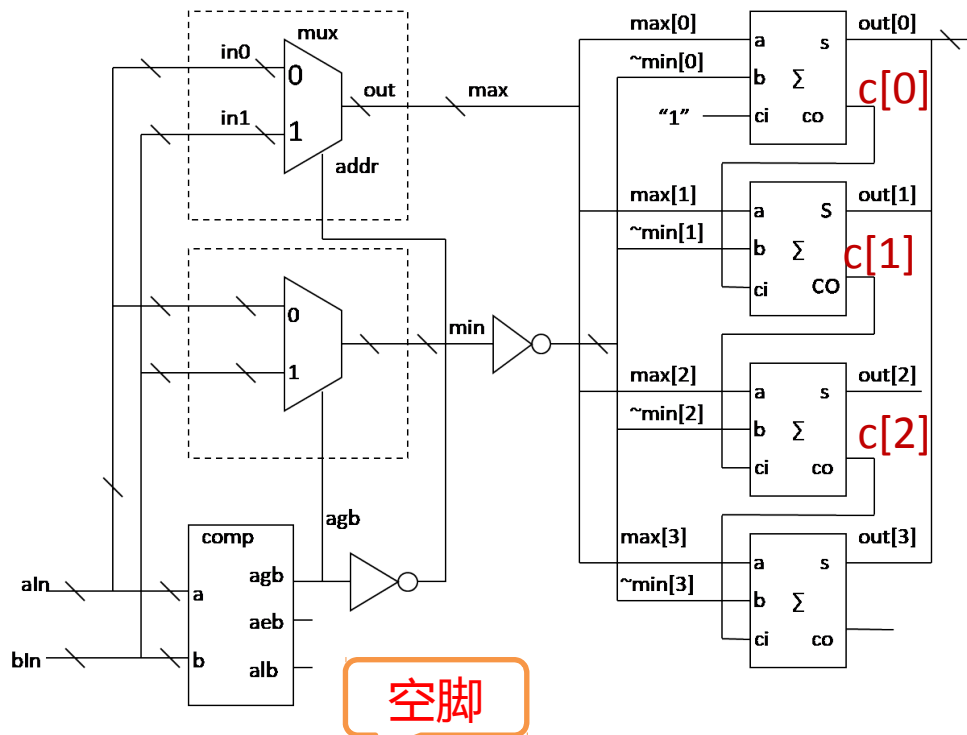 mux
in0
0
out
in1
1
addr
max
max[0]
a
s
out[0]
~min[0]
b
Σ
c[0]
"1"
ci
co
max[1]
a
S
out[1]
~min[1]
b
Σ
c[1]
ci
CO
0
1
min
max[2]
a
s
out[2]
~min[2]
b
Σ
c[2]
ci
co
agb
comp
aIn
a
agb
aeb
bIn
b
alb
max[3]
a
s
out[3]
~min[3]
b
Σ
ci
co
空脚